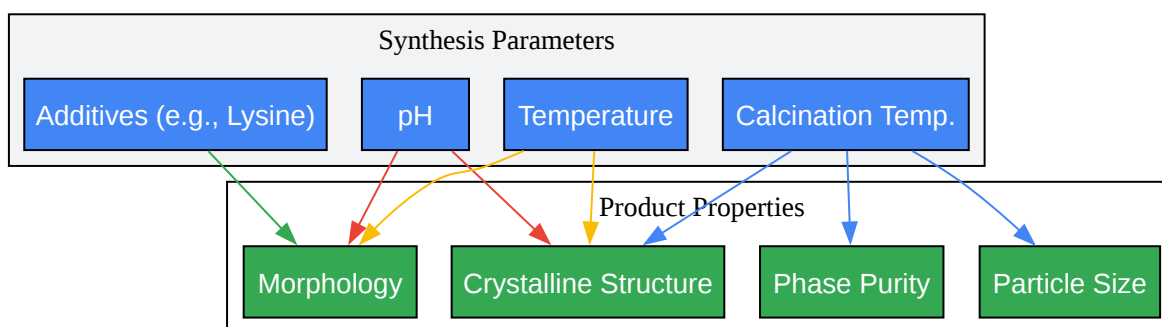 Synthesis Parameters
Additives (e.g., Lysine)
pH
Temperature
Calcination Temp.
Product Properties
Morphology
Crystalline Structure
Phase Purity
Particle Size